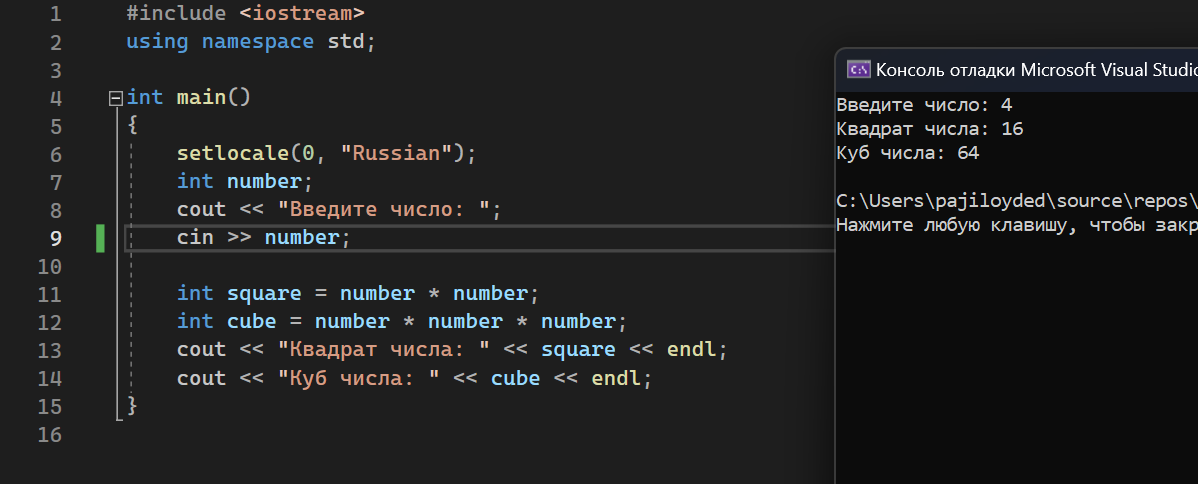 1 #include <iostream>
2 using namespace std;
3
4 int main()
5 {
6 setlocale(0, "Russian");
7 int number;
8 cout << "Введите число: ";
9 cin >> number;
10
11 int square = number * number;
12 int cube = number * number * number;
13 cout << "Квадрат числа: " << square << endl;
14 cout << "Куб числа: " << cube << endl;
15 }
16
C:\ Консоль отладки Microsoft Visual Studio
Введите число: 4
Квадрат числа: 16
Куб числа: 64
C:\Users\pajiloyded\source\repos\
Нажмите любую клавишу, чтобы закр